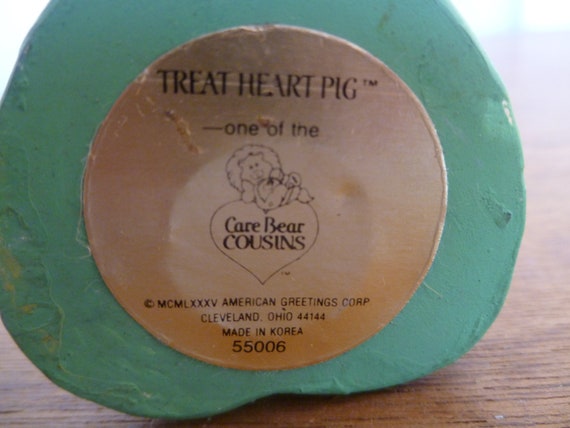 TREAT HEART PIG™
—one of the
Care Bear
COUSINS
™
© MCMLXXXV AMERICAN GREETINGS CORP
CLEVELAND, OHIO 44144
MADE IN KOREA
55006